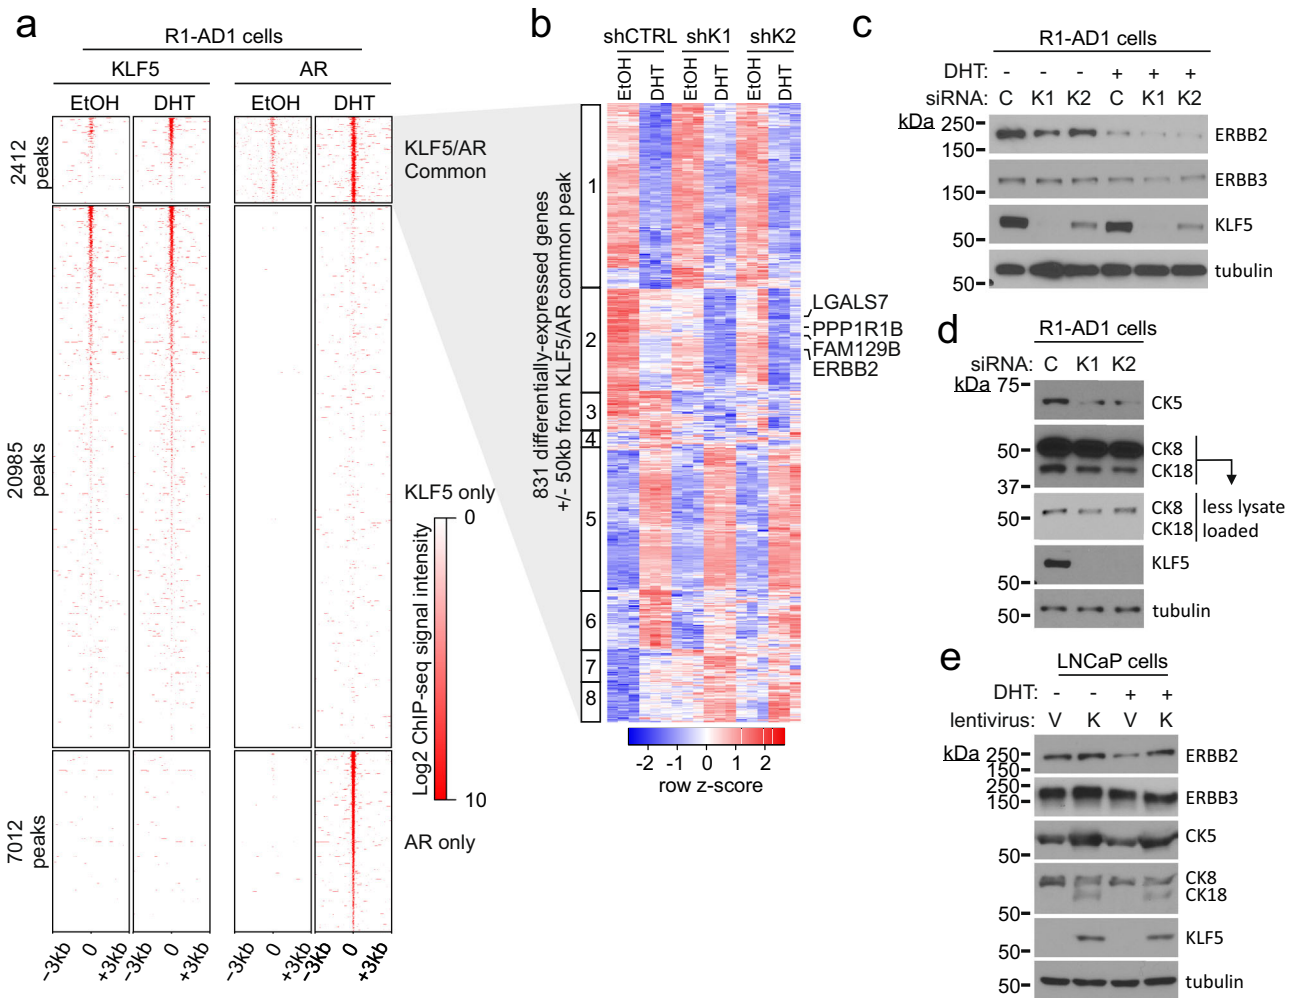 a
R1-AD1 cells
KLF5 AR
EtOH DHT EtOH DHT
2412 peaks
KLF5/AR Common
20985 peaks
KLF5 only
0
Log2 ChIP-seq signal intensity
10
7012 peaks
AR only
-3kb 0 +3kb -3kb 0 +3kb -3kb 0 +3kb -3kb 0 +3kb
b
shCTRL shK1 shK2
EtOH DHT EtOH DHT EtOH DHT
831 differentially-expressed genes
+/- 50kb from KLF5/AR common peak
1
2
3
4
5
6
7
8
LGALS7
PPP1R1B
FAM129B
ERBB2
-2 -1 0 1 2
row z-score
c
R1-AD1 cells
DHT: - - - + + +
siRNA: C K1 K2 C K1 K2
kDa
250
150
ERBB2
150
ERBB3
50
KLF5
50
tubulin
d
R1-AD1 cells
siRNA: C K1 K2
kDa
75
CK5
50
CK8
CK18
37
50
CK8
CK18
less lysate loaded
50
KLF5
50
tubulin
e
LNCaP cells
DHT: - - + +
lentivirus: V K V K
kDa
250
150
ERBB2
250
150
ERBB3
50
CK5
50
CK8
CK18
50
KLF5
50
tubulin